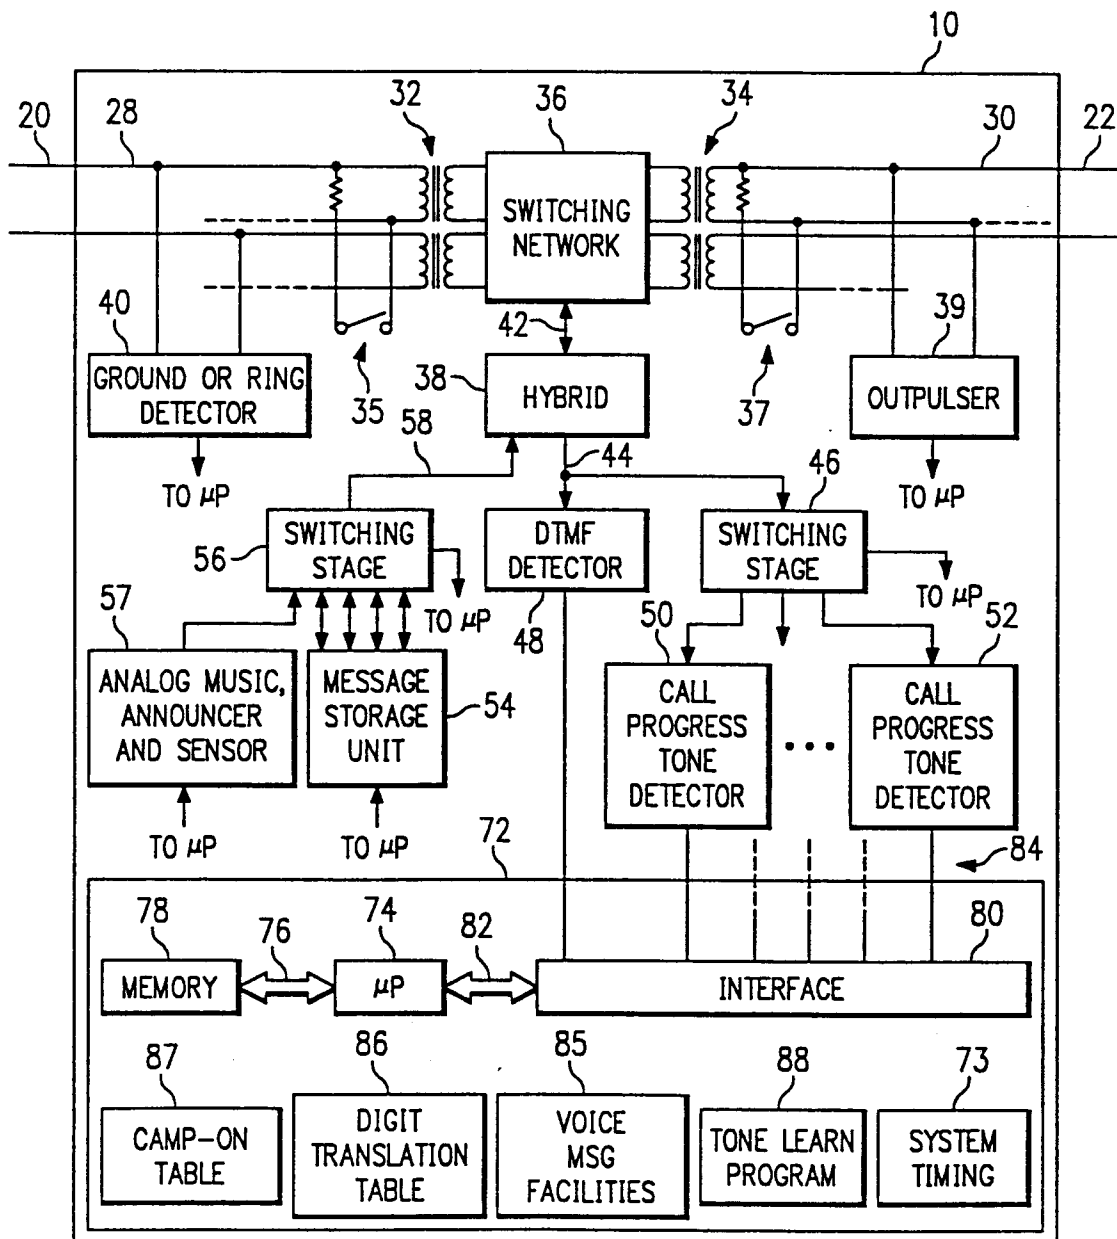 10
20
28
32
36
34
30
22
SWITCHING
NETWORK
40
42
39
GROUND OR RING
DETECTOR
35
38
HYBRID
37
OUTPULSER
58
44
46
TO μP
TO μP
56
SWITCHING
STAGE
DTMF
DETECTOR
SWITCHING
STAGE
57
TO μP
48
50
TO μP
52
ANALOG MUSIC,
ANNOUNCER
AND SENSOR
MESSAGE
STORAGE
UNIT
54
CALL
PROGRESS
TONE
DETECTOR
CALL
PROGRESS
TONE
DETECTOR
TO μP
TO μP
72
84
78
76
74
82
80
MEMORY
μP
INTERFACE
87
86
85
88
73
CAMP-ON
TABLE
DIGIT
TRANSLATION
TABLE
VOICE
MSG
FACILITIES
TONE LEARN
PROGRAM
SYSTEM
TIMING